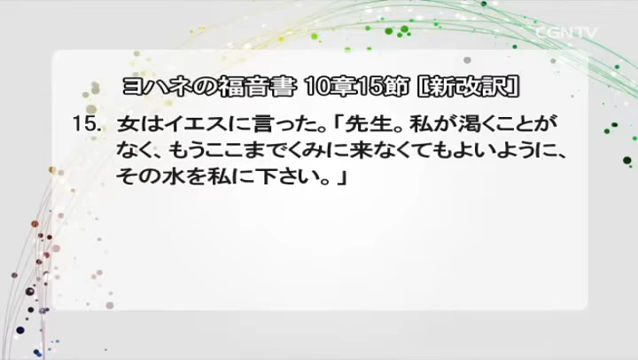 CGNTV
ヨハネの福音書 10章15節 [新改訳]
15. 女はイエスに言った。「先生。私が渇くことが
なく、もうここまでくみに来なくてもよいように、
その水を私に下さい。」